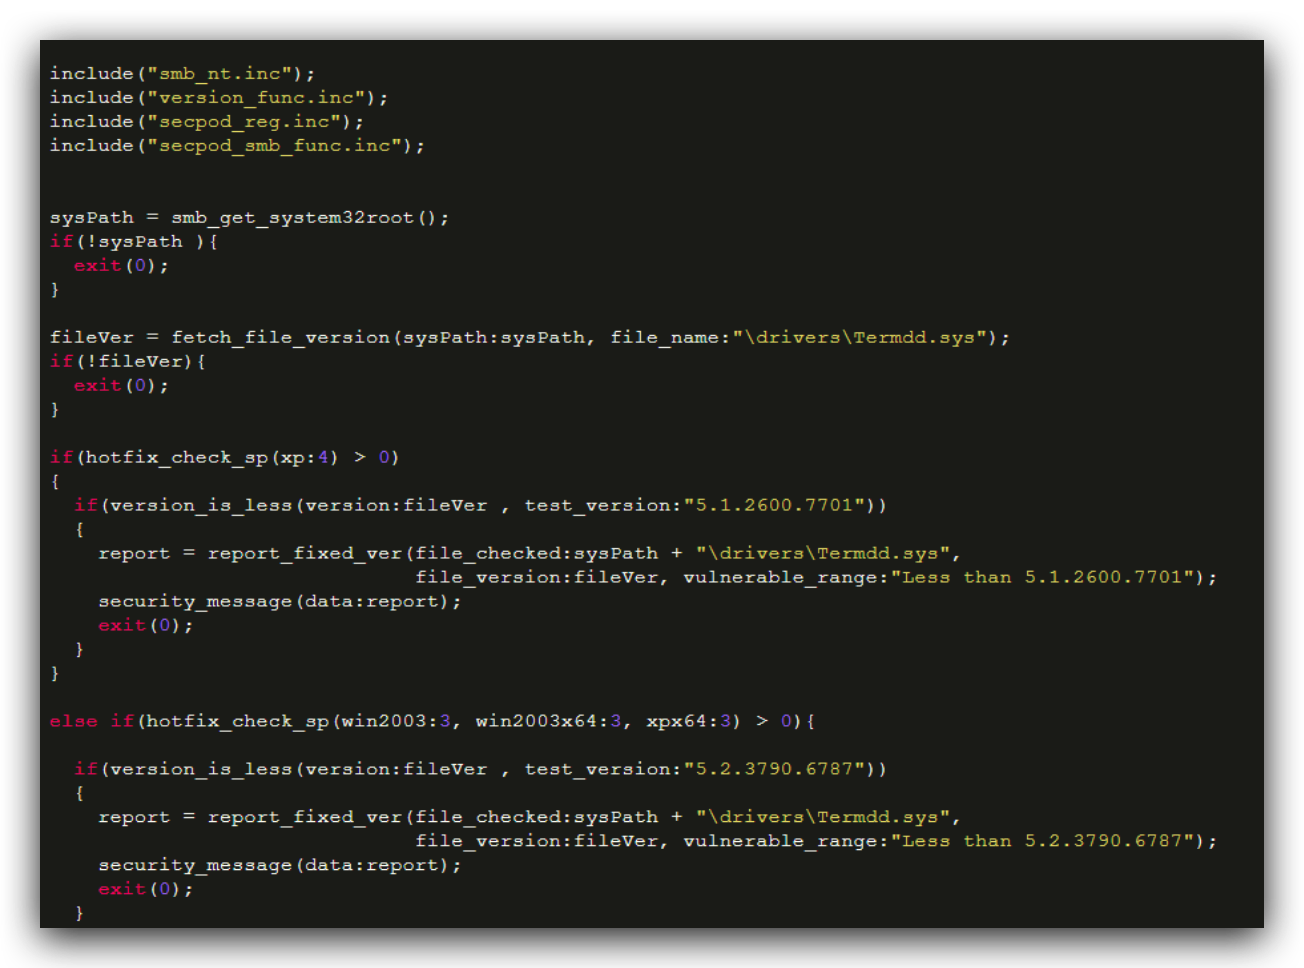 include("smb_nt.inc");
include("version_func.inc");
include("secpod_reg.inc");
include("secpod_smb_func.inc");
sysPath = smb_get_system32root();
if(!sysPath ){
  exit(0);
}
fileVer = fetch_file_version(sysPath:sysPath, file_name:"\drivers\Termdd.sys");
if(!fileVer){
  exit(0);
}
if(hotfix_check_sp(xp:4) > 0)
{
  if(version_is_less(version:fileVer , test_version:"5.1.2600.7701"))
  {
    report = report_fixed_ver(file_checked:sysPath + "\drivers\Termdd.sys",
                              file_version:fileVer, vulnerable_range:"Less than 5.1.2600.7701");
    security_message(data:report);
    exit(0);
  }
}
else if(hotfix_check_sp(win2003:3, win2003x64:3, xpx64:3) > 0){
  if(version_is_less(version:fileVer , test_version:"5.2.3790.6787"))
  {
    report = report_fixed_ver(file_checked:sysPath + "\drivers\Termdd.sys",
                              file_version:fileVer, vulnerable_range:"Less than 5.2.3790.6787");
    security_message(data:report);
    exit(0);
  }